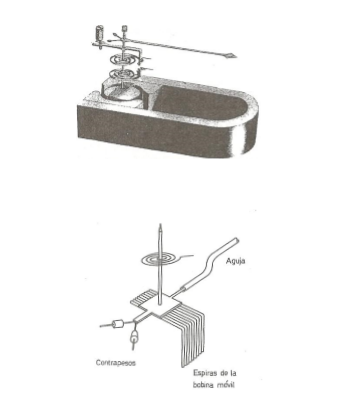 Aguja
Contrapesos
Espiras de la
bobina móvil